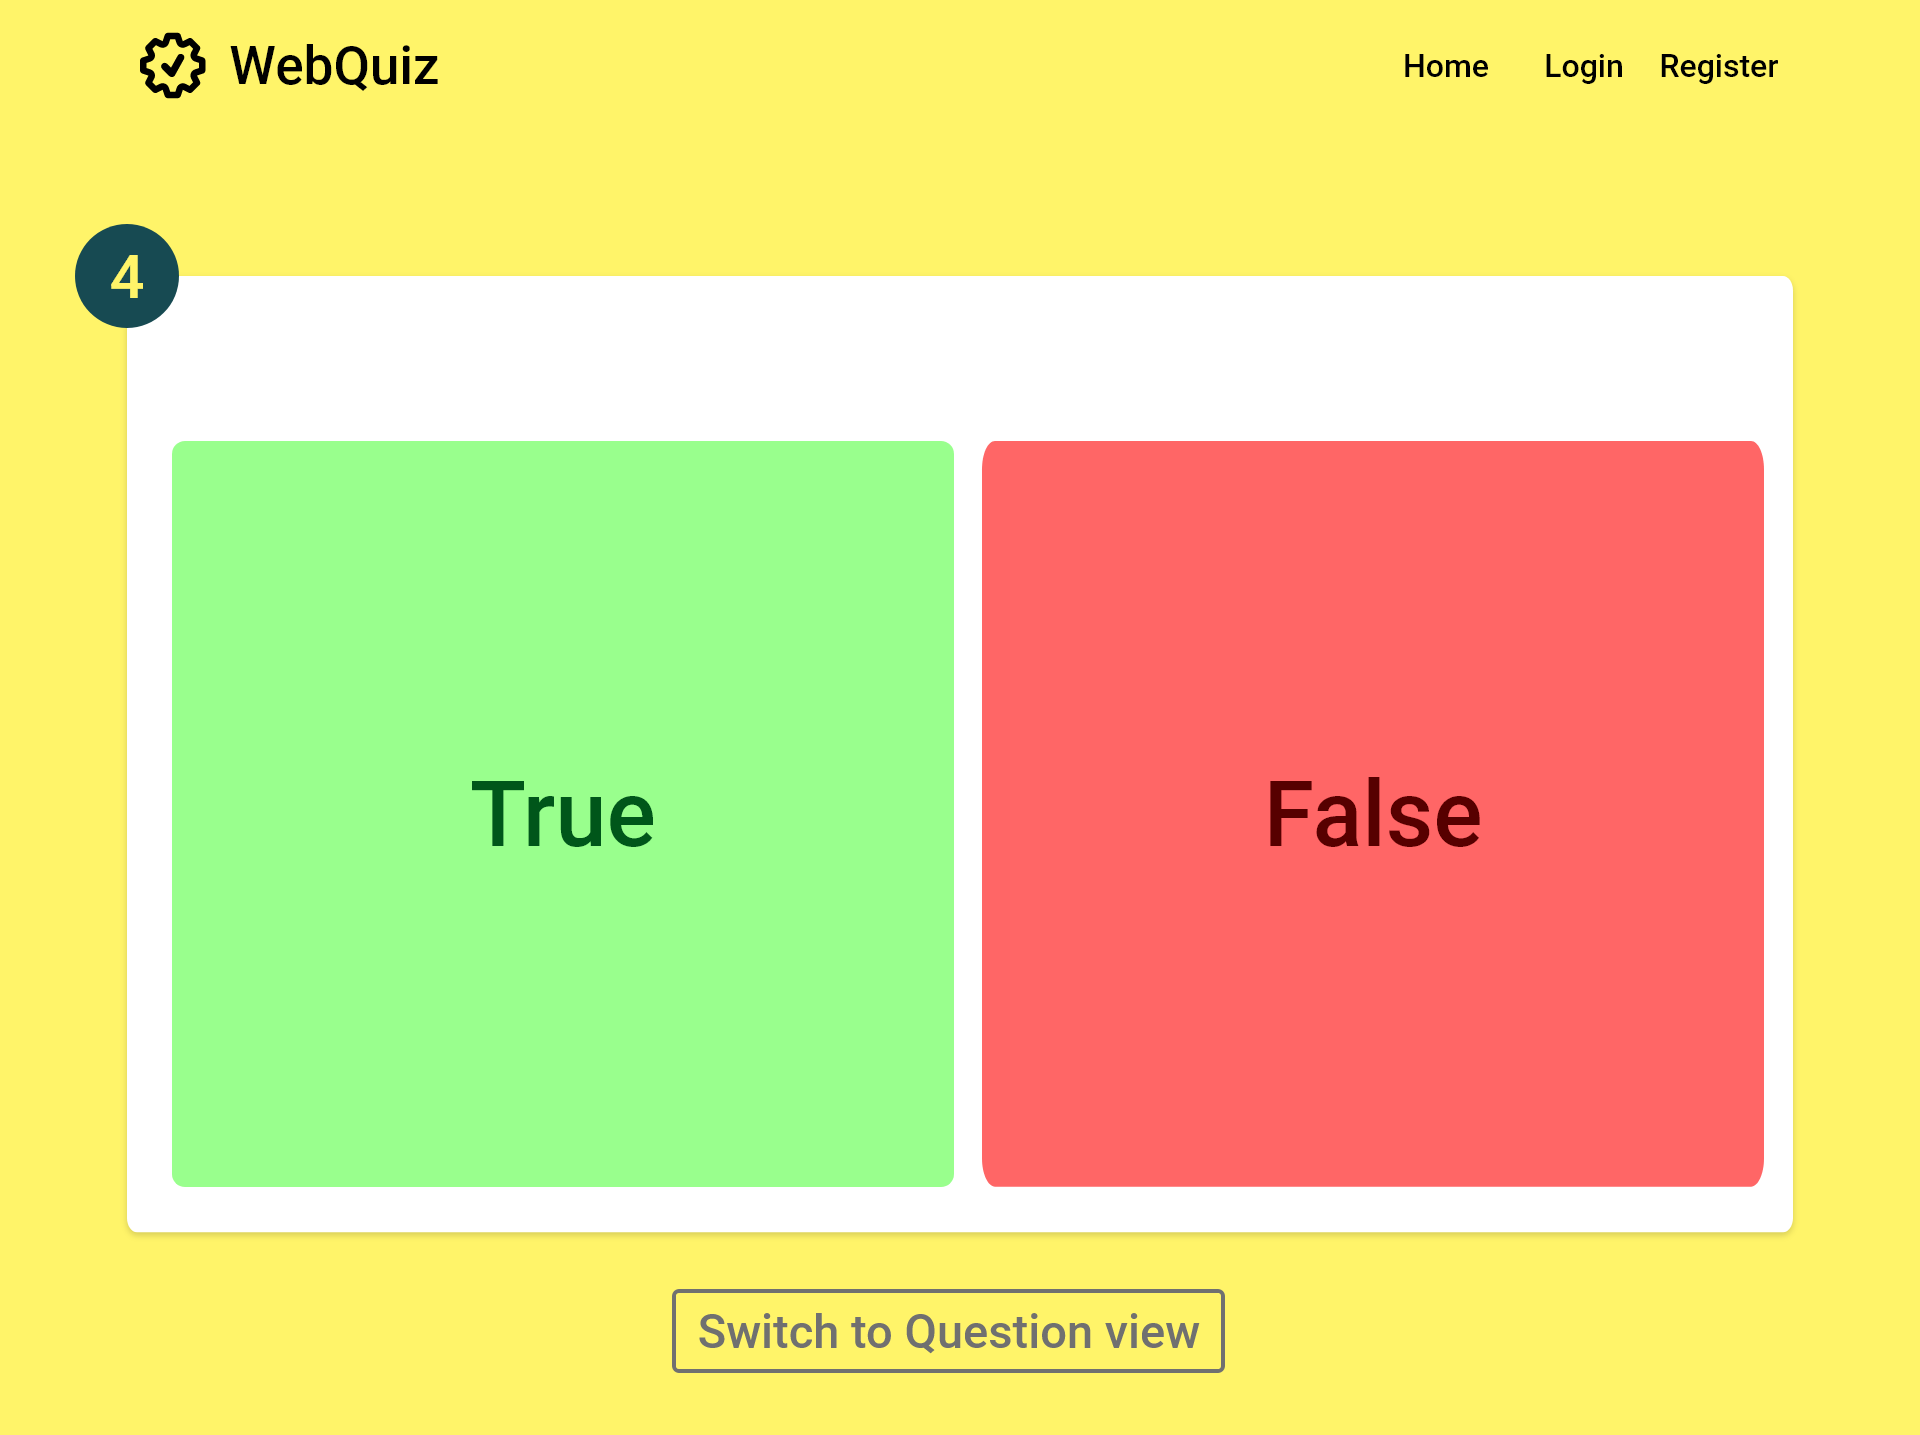 WebQuiz
Home Login Register
4
True
False
Switch to Question view